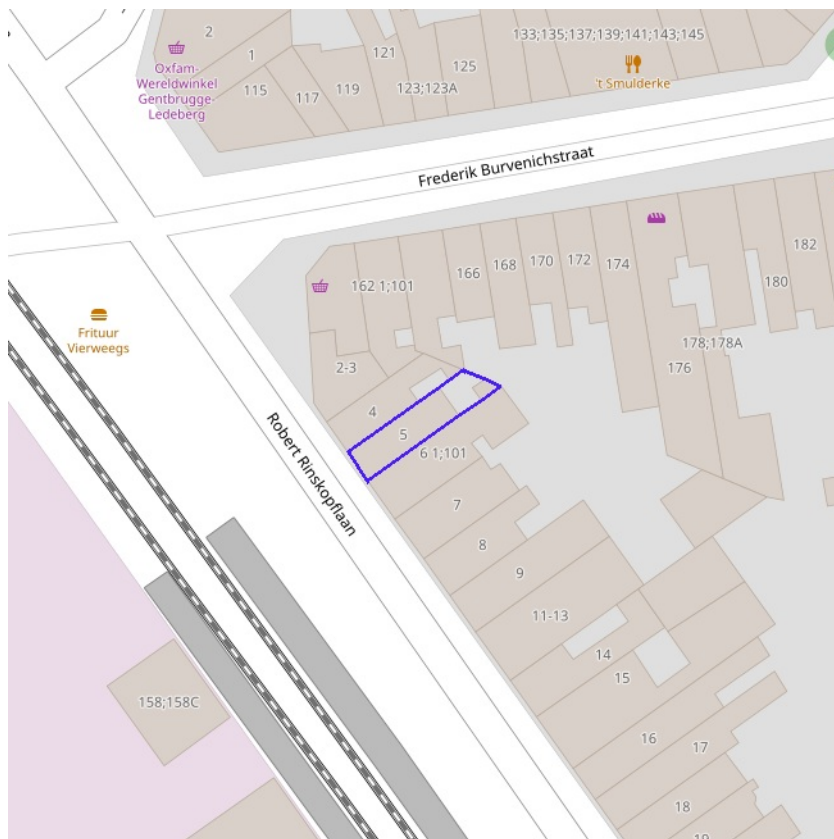 2
1
Oxfam-
Wereldwinkel
Gentbrugge-
Ledeberg
115
117
119
121
123;123A
125
133;135;137;139;141;143;145
't Smulderke
Frederik Burvenichstraat
162 1;101
166
168
170
172
174
176
178;178A
180
182
Frituur
Vierweegs
2-3
4
5
6 1;101
Robert Rinskopflaan
7
8
9
11-13
14
15
158;158C
16
17
18